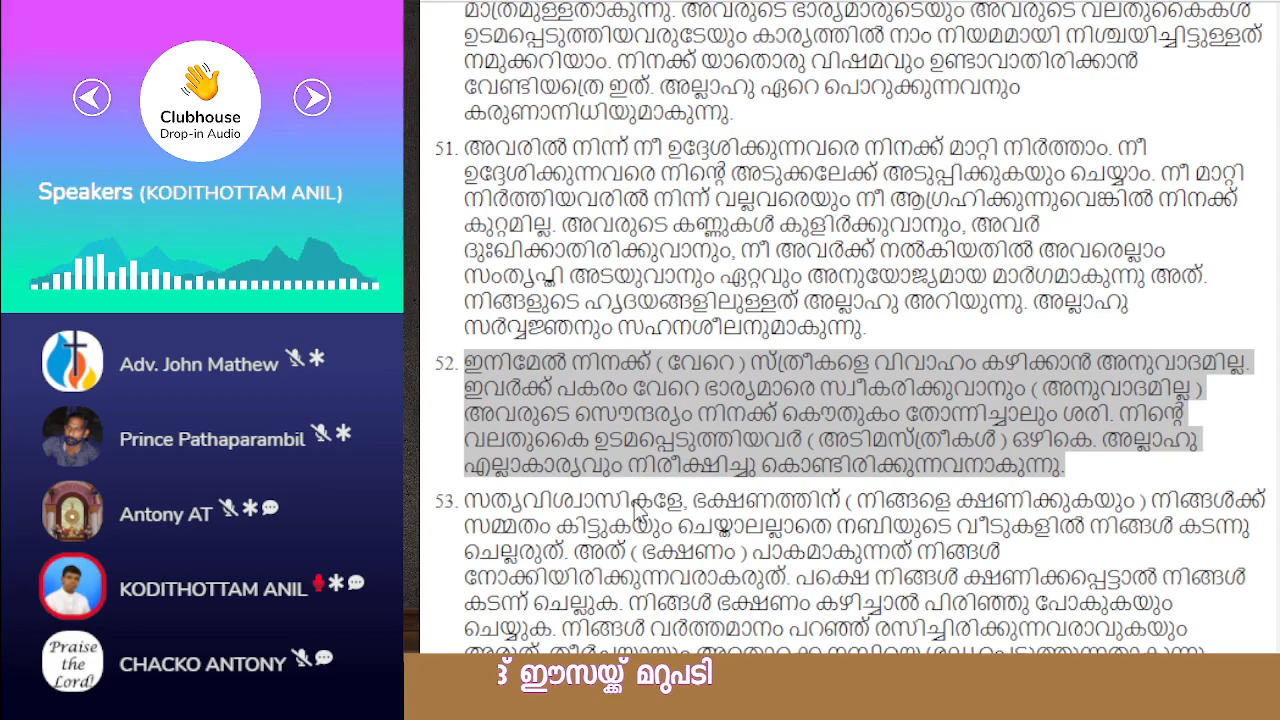 Clubhouse
Drop-in Audio
Speakers (KODITHOTTAM ANIL)
Adv. John Mathew
Prince Pathaparambil
Antony AT
KODITHOTTAM ANIL
CHACKO ANTONY
Praise
the
Lord!
മാത്രമുള്ളതാകുന്നു. അവരുടെ ഭാര്യമാരുടെയും അവരുടെ വലതുകൈകൾ
ഉടമപ്പെടുത്തിയവരുടേയും കാര്യത്തിൽ നാം നിയമമായി നിശ്ചയിച്ചിട്ടുള്ളത്
നമുക്കറിയാം. നിനക്ക് യാതൊരു വിഷമവും ഉണ്ടാവാതിരിക്കാൻ
വേണ്ടിയത്രെ ഇത്. അല്ലാഹു ഏറെ പൊറുക്കുന്നവനും
കരുണാനിധിയുമാകുന്നു.
51. അവരിൽ നിന്ന് നീ ഉദ്ദേശിക്കുന്നവരെ നിനക്ക് മാറ്റി നിർത്താം. നീ
ഉദ്ദേശിക്കുന്നവരെ നിന്റെ അടുക്കലേക്ക് അടുപ്പിക്കുകയും ചെയ്യാം. നീ മാറ്റി
നിർത്തിയവരിൽ നിന്ന് വല്ലവരെയും നീ ആഗ്രഹിക്കുന്നുവെങ്കിൽ നിനക്ക്
കുറ്റമില്ല. അവരുടെ കണ്ണുകൾ കുളിർക്കുവാനും, അവർ
ദുഃഖിക്കാതിരിക്കുവാനും, നീ അവർക്ക് നൽകിയതിൽ അവരെല്ലാം
സംതൃപ്തി അടയുവാനും ഏറ്റവും അനുയോജ്യമായ മാർഗമാകുന്നു അത്.
നിങ്ങളുടെ ഹൃദയങ്ങളിലുള്ളത് അല്ലാഹു അറിയുന്നു. അല്ലാഹു
സർവ്വജ്ഞനും സഹനശീലനുമാകുന്നു.
52. ഇനിമേൽ നിനക്ക് ( വേറെ ) സ്ത്രീകളെ വിവാഹം കഴിക്കാൻ അനുവാദമില്ല.
ഇവർക്ക് പകരം വേറെ ഭാര്യമാരെ സ്വീകരിക്കുവാനും ( അനുവാദമില്ല )
അവരുടെ സൌന്ദര്യം നിനക്ക് കൌതുകം തോന്നിച്ചാലും ശരി. നിന്റെ
വലതുകൈ ഉടമപ്പെടുത്തിയവർ ( അടിമസ്ത്രീകൾ ) ഒഴികെ. അല്ലാഹു
എല്ലാകാര്യവും നിരീക്ഷിച്ചു കൊണ്ടിരിക്കുന്നവനാകുന്നു.
53. സത്യവിശ്വാസികളേ, ഭക്ഷണത്തിന് ( നിങ്ങളെ ക്ഷണിക്കുകയും ) നിങ്ങൾക്ക്
സമ്മതം കിട്ടുകയും ചെയ്താലല്ലാതെ നബിയുടെ വീടുകളിൽ നിങ്ങൾ കടന്നു
ചെല്ലരുത്. അത് ( ഭക്ഷണം ) പാകമാകുന്നത് നിങ്ങൾ
നോക്കിയിരിക്കുന്നവരാകരുത്. പക്ഷെ നിങ്ങൾ ക്ഷണിക്കപ്പെട്ടാൽ നിങ്ങൾ
കടന്ന് ചെല്ലുക. നിങ്ങൾ ഭക്ഷണം കഴിച്ചാൽ പിരിഞ്ഞു പോകുകയും
ചെയ്യുക. നിങ്ങൾ വർത്തമാനം പറഞ്ഞ് രസിച്ചിരിക്കുന്നവരാവുകയും
ഈസയ്ക്ക് മറുപടി